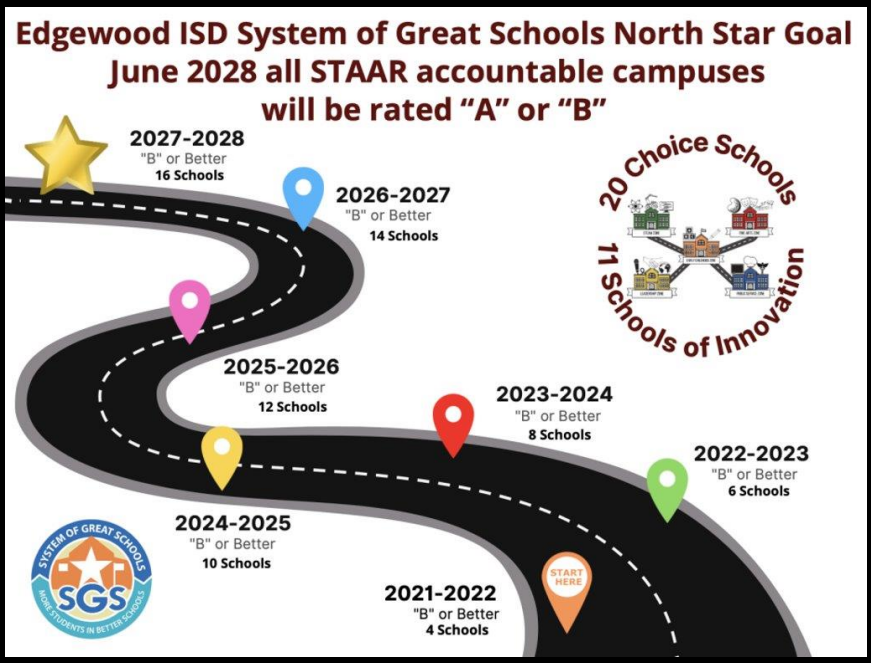 Edgewood ISD System of Great Schools North Star Goal
June 2028 all STAAR accountable campuses
will be rated “A” or “B”
2027-2028
"B" or Better
16 Schools
2026-2027
"B" or Better
14 Schools
20 Choice Schools
11 Schools of Innovation
2025-2026
"B" or Better
12 Schools
2023-2024
"B" or Better
8 Schools
2022-2023
"B" or Better
6 Schools
2024-2025
"B" or Better
10 Schools
START
HERE
2021-2022
"B" or Better
4 Schools
SYSTEM OF GREAT SCHOOLS
SGS
MORE STUDENTS IN BETTER SCHOOLS